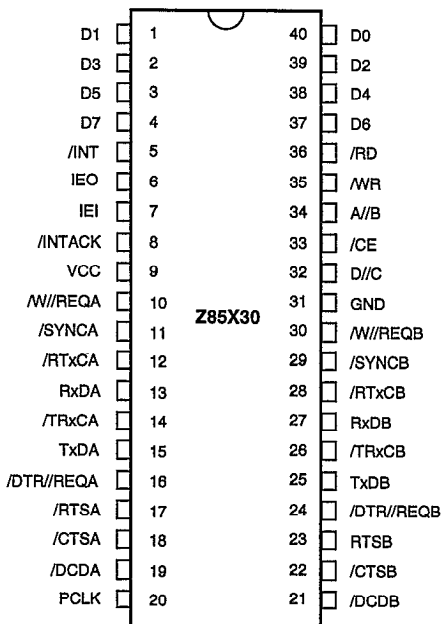 D1 1 40 D0
D3 2 39 D2
D5 3 38 D4
D7 4 37 D6
/INT 5 36 /RD
IEO 6 35 /WR
IEI 7 34 A//B
/INTACK 8 33 /CE
VCC 9 32 D//C
/W//REQA 10 31 GND
Z85X30
/SYNCA 11 30 /W//REQB
/RTxCA 12 29 /SYNCB
RxDA 13 28 /RTxCB
/TRxCA 14 27 RxDB
TxDA 15 26 /TRxCB
/DTR//REQA 16 25 TxDB
/RTSA 17 24 /DTR//REQB
/CTSA 18 23 RTSB
/DCDA 19 22 /CTSB
PCLK 20 21 /DCDB